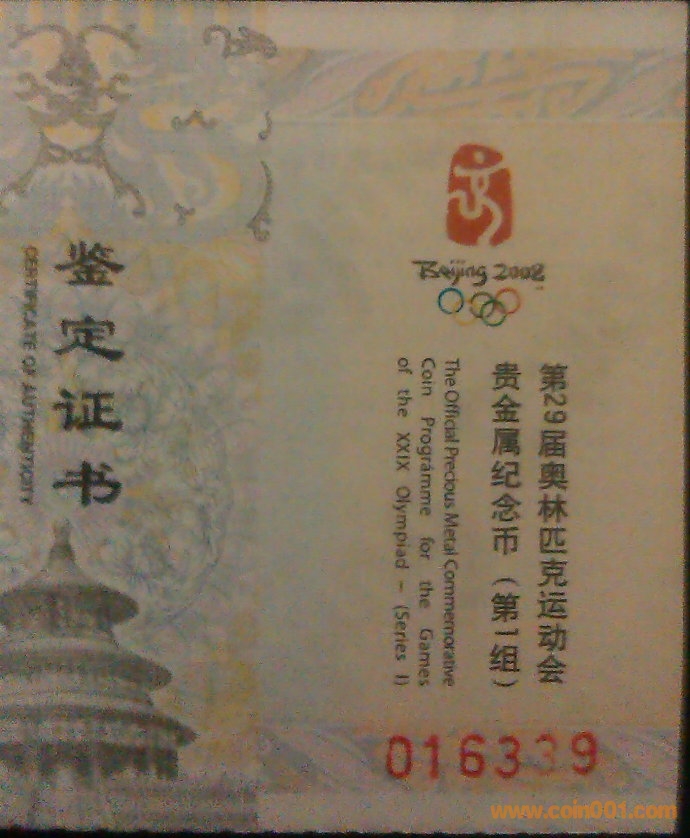 鉴定证书
CERTIFICATE OF AUTHENTICITY
Beijing 2008
第29届奥林匹克运动会
贵金属纪念币（第1组）
The Official Precious Metal Commemorative
Coin Programme for the Games
of the XXIX Olympiad – (Series I)
016339
www.coin001.com